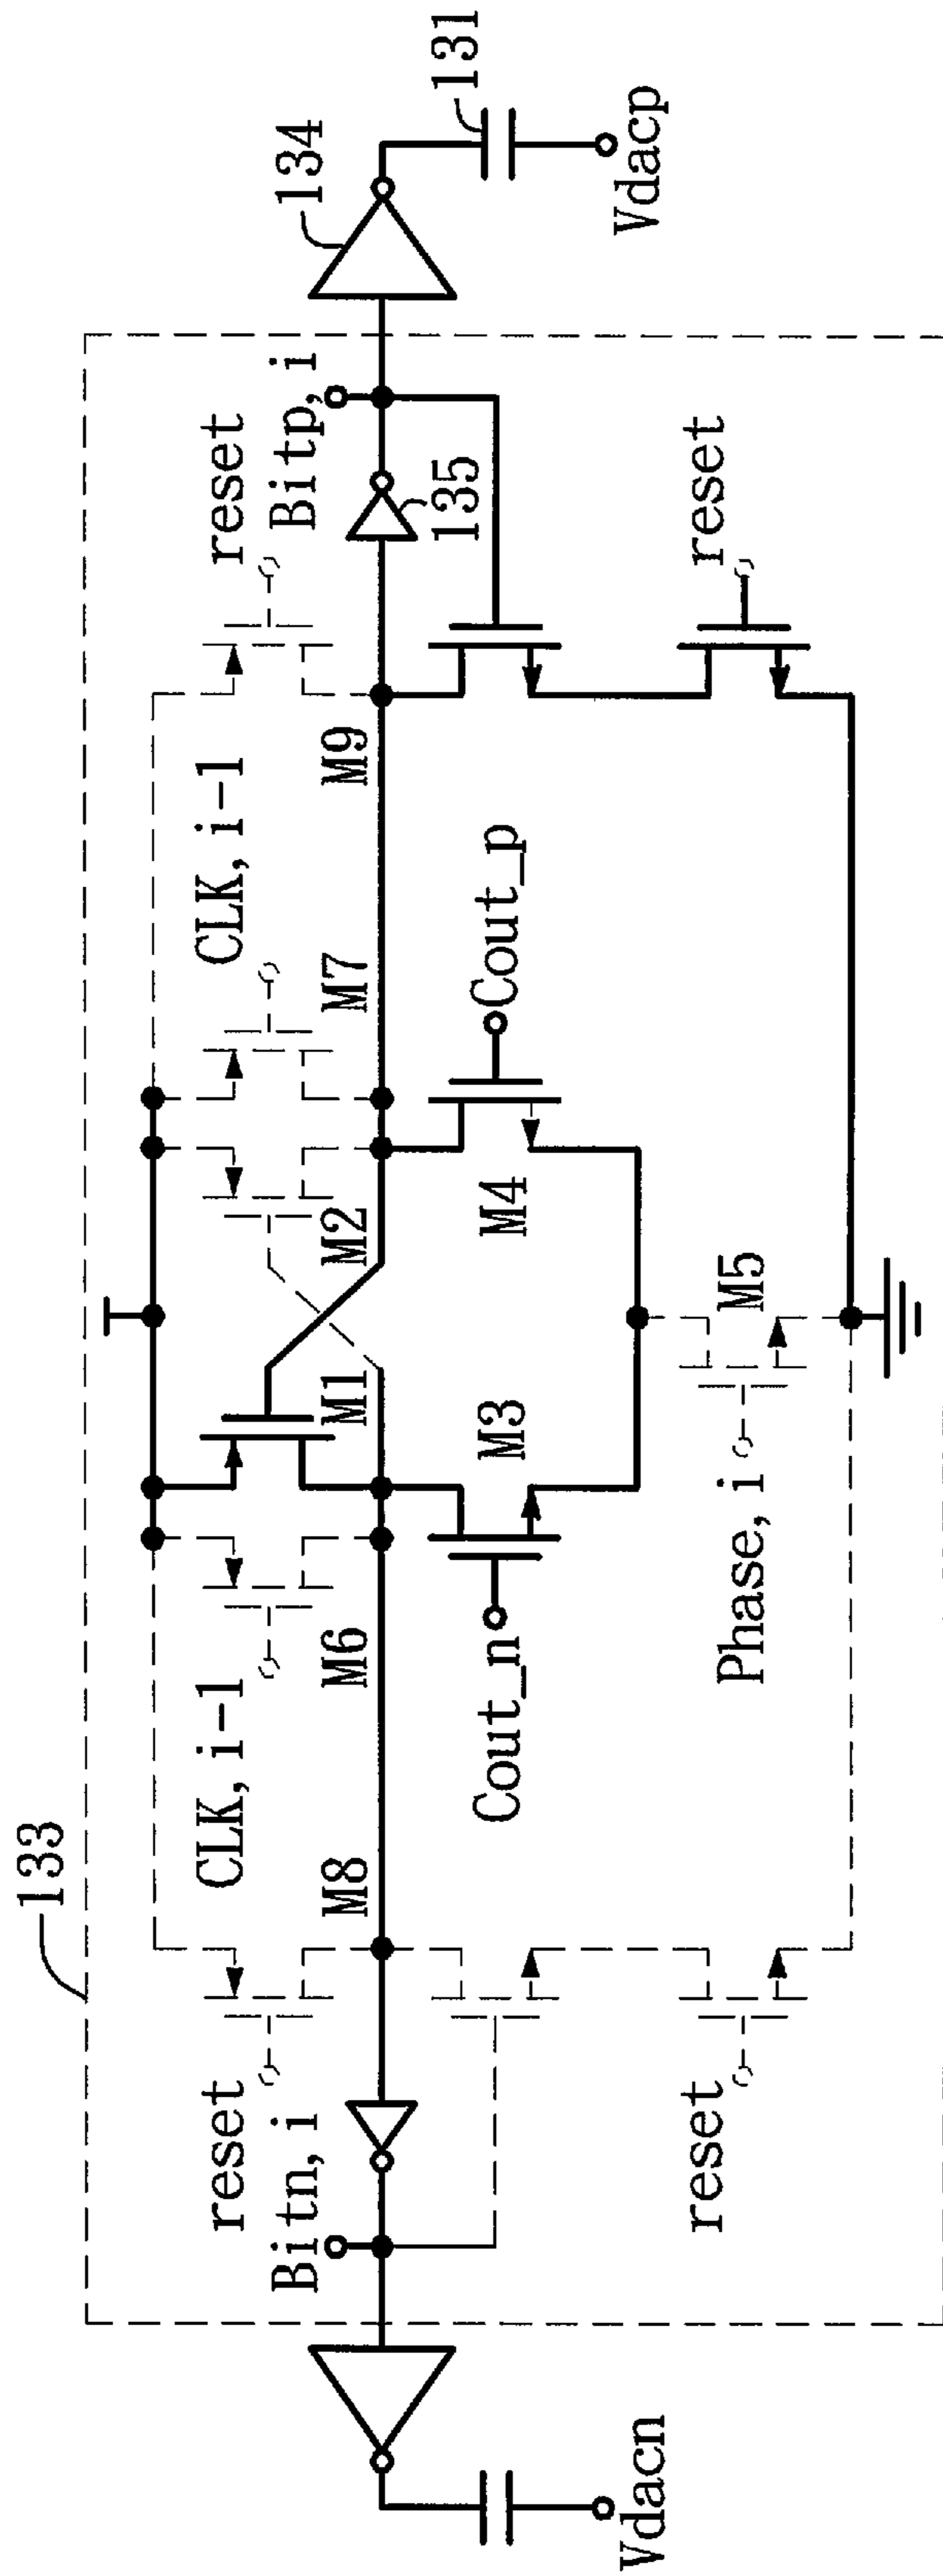 133
reset
CLK, i-1
CLK, i-1
reset
Bitn, i
Bitp, i
134
131
M8
M6
M1
M2
M7
M9
135
Vdacn
Vdacp
Cout_n
M3
M4
Cout_p
reset
Phase, i
M5
reset